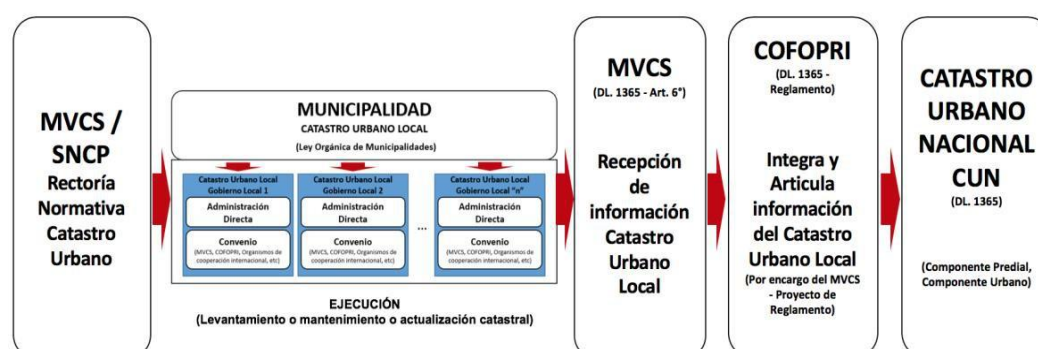 MVCS /
SNCP
Rectoría
Normativa
Catastro
Urbano
MUNICIPALIDAD
CATASTRO URBANO LOCAL
(Ley Orgánica de Municipalidades)
Catastro Urbano Local
Gobierno Local 1
Administración
Directa
Convenio
(MVCS, COFOPRI, Organismos
de cooperación internacional, etc)
Catastro Urbano Local
Gobierno Local 2
Administración
Directa
Convenio
(MVCS, COFOPRI, Organismos
de cooperación internacional, etc)
...
Catastro Urbano Local
Gobierno Local "n"
Administración
Directa
Convenio
(MVCS, COFOPRI, Organismos de
cooperación internacional, etc)
EJECUCIÓN
(Levantamiento o mantenimiento o actualización catastral)
MVCS
(DL. 1365 - Art. 6°)
Recepción
de
información
Catastro
Urbano
Local
COFOPRI
(DL. 1365 -
Reglamento)
Integra y
Articula
información
del Catastro
Urbano Local
(Por encargo del MVCS
- Proyecto de
Reglamento)
CATASTRO
URBANO
NACIONAL
CUN
(DL. 1365)
(Componente Predial,
Componente Urbano)